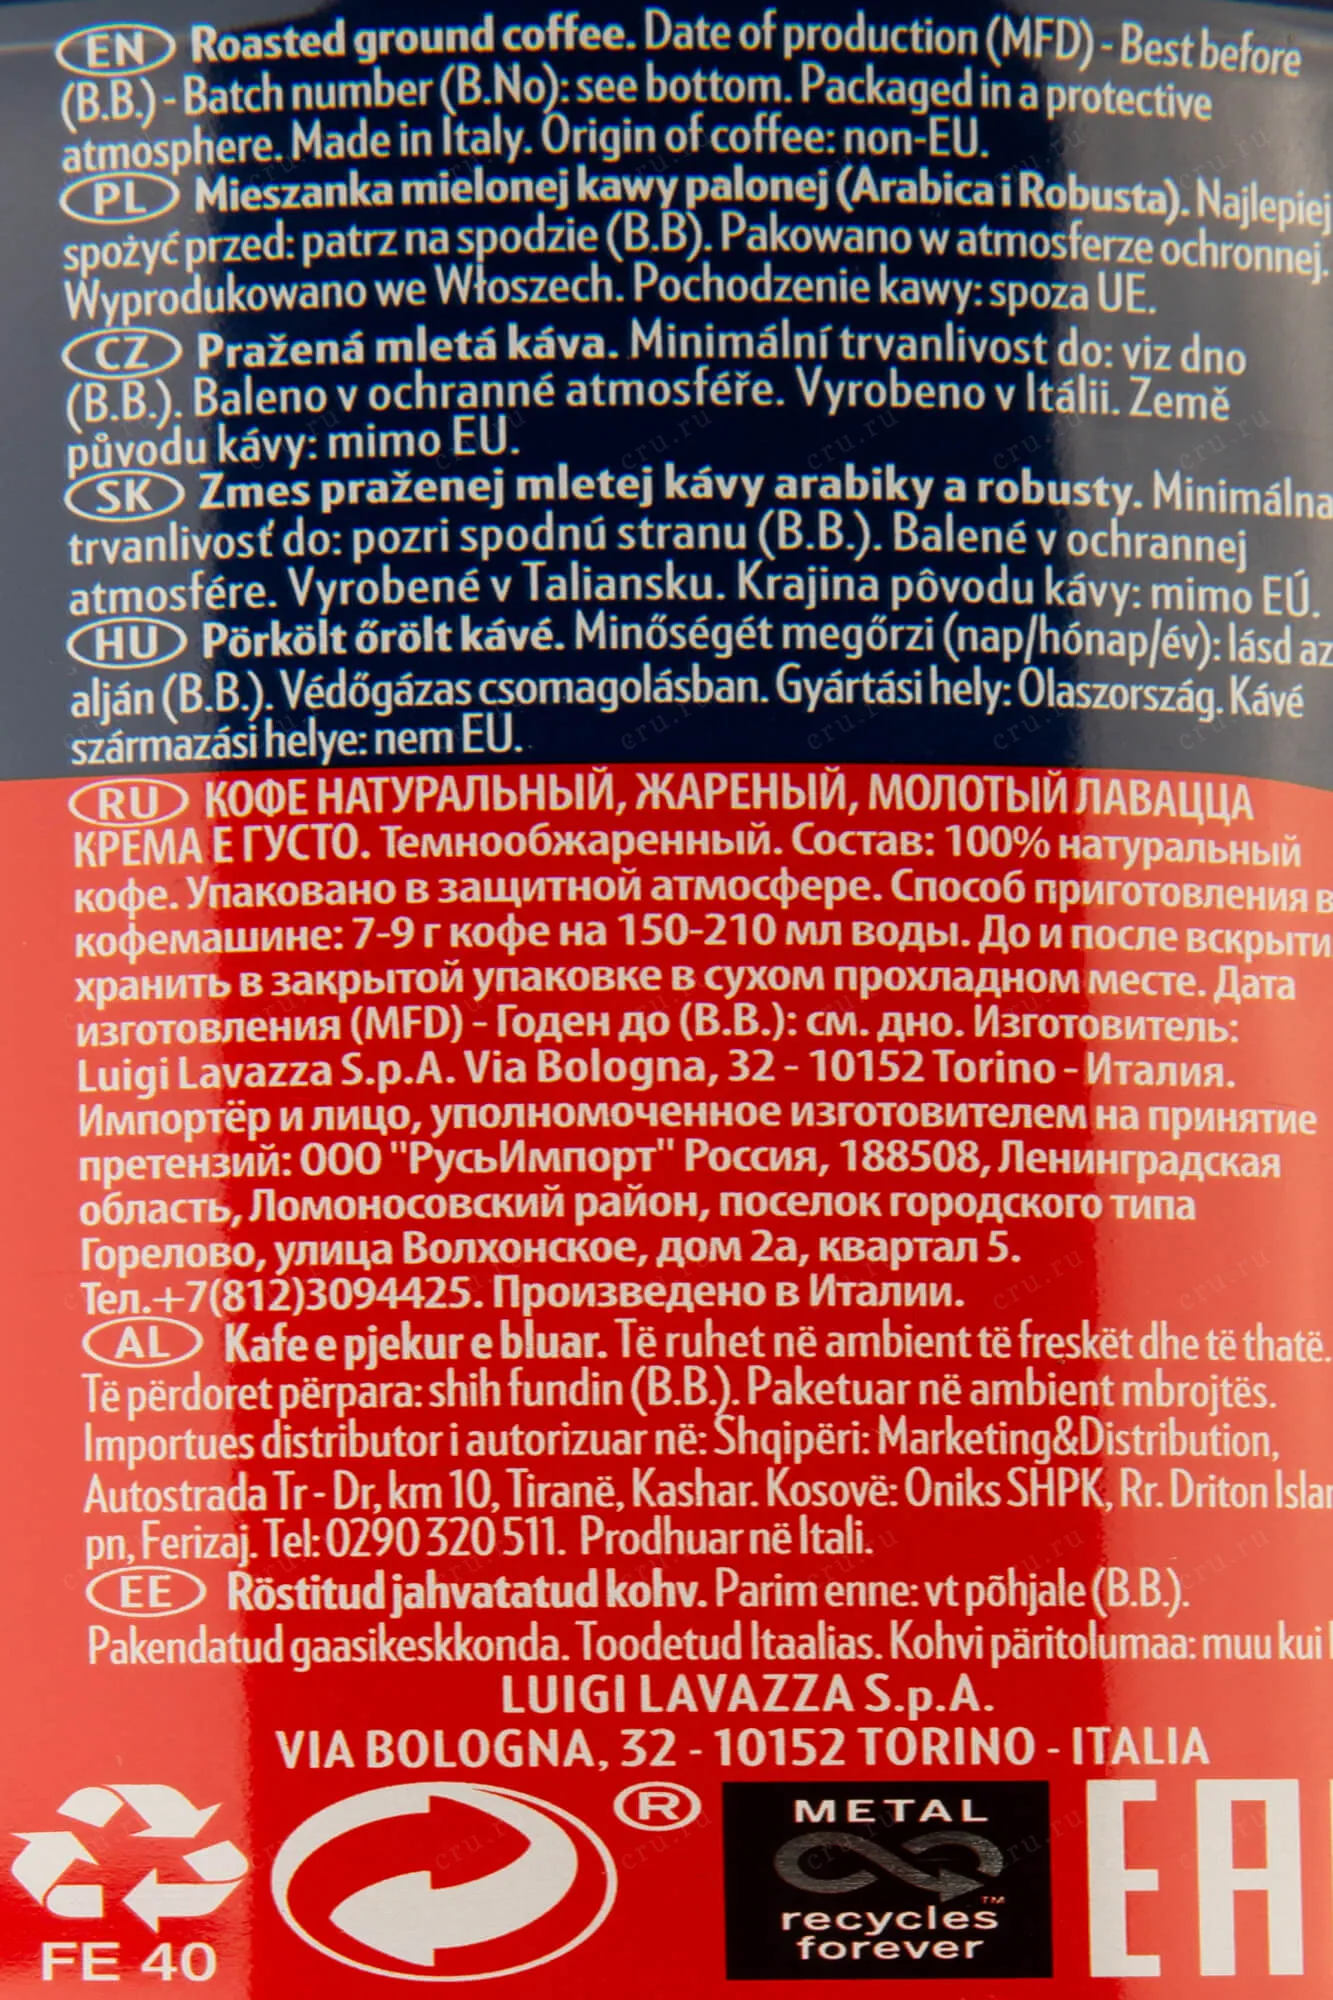 EN Roasted ground coffee. Date of production (MFD) - Best before
(B.B.) - Batch number (B.No): see bottom. Packaged in a protective
atmosphere. Made in Italy. Origin of coffee: non-EU.
PL Mieszanka mielonej kawy palonej (Arabica i Robusta). Najlepiej
spożyć przed: patrz na spodzie (B.B). Pakowano w atmosferze ochronnej.
Wyprodukowano we Włoszech. Pochodzenie kawy: spoza UE.
CZ Pražená mletá káva. Minimální trvanlivost do: viz dno
(B.B.). Baleno v ochranné atmosféře. Vyrobeno v Itálii. Země
původu kávy: mimo EU.
SK Zmes praženej mletej kávy arabiky a robusty. Minimálna
trvanlivosť do: pozri spodnú stranu (B.B.). Balené v ochrannej
atmosfére. Vyrobené v Taliansku. Krajina pôvodu kávy: mimo EÚ.
HU Pörkölt őrölt kávé. Minőségét megőrzi (nap/hónap/év): lásd az
alján (B.B.). Védőgázas csomagolásban. Gyártási hely: Olaszország. Kávé
származási helye: nem EU.
RU КОФЕ НАТУРАЛЬНЫЙ, ЖАРЕНЫЙ, МОЛОТЫЙ ЛАВАЦЦА
КРЕМА Е ГУСТО. Темнообжаренный. Состав: 100% натуральный
кофе. Упаковано в защитной атмосфере. Способ приготовления в
кофемашине: 7-9 г кофе на 150-210 мл воды. До и после вскрыти
хранить в закрытой упаковке в сухом прохладном месте. Дата
изготовления (MFD) - Годен до (B.B.): см. дно. Изготовитель:
Luigi Lavazza S.p.A. Via Bologna, 32 - 10152 Torino - Италия.
Импортёр и лицо, уполномоченное изготовителем на принятие
претензий: ООО "РусьИмпорт" Россия, 188508, Ленинградская
область, Ломоносовский район, поселок городского типа
Горелово, улица Волхонское, дом 2а, квартал 5.
Тел.+7(812)3094425. Произведено в Италии.
AL Kafe e pjekur e bluar. Të ruhet në ambient të freskët dhe të thatë.
Të përdoret përpara: shih fundin (B.B.). Paketuar në ambient mbrojtës.
Importues distributor i autorizuar në: Shqipëri: Marketing&Distribution,
Autostrada Tr - Dr, km 10, Tiranë, Kashar. Kosovë: Oniks SHPK, Rr. Driton Islam
pn, Ferizaj. Tel: 0290 320 511. Prodhuar në Itali.
EE Röstitud jahvatatud kohv. Parim enne: vt põhjale (B.B.).
Pakendatud gaasikeskkonda. Toodetud Itaalias. Kohvi päritolumaa: muu kui
LUIGI LAVAZZA S.p.A.
VIA BOLOGNA, 32 - 10152 TORINO - ITALIA
®
METAL
TM
recycles
forever
FE 40
EAC
cru.ru